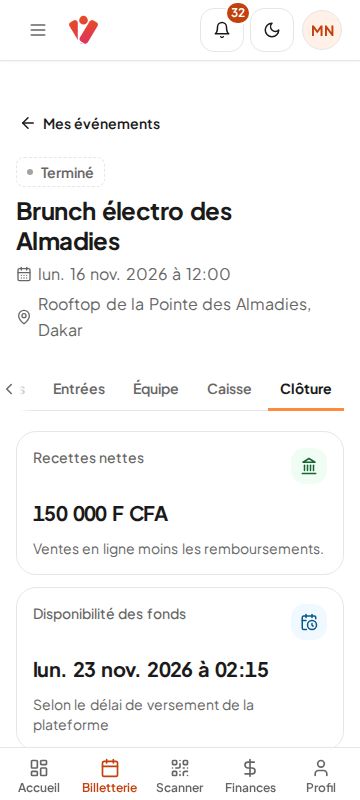 32
MN
Mes événements
Terminé
Brunch électro des
Almadies
lun. 16 nov. 2026 à 12:00
Rooftop de la Pointe des Almadies,
Dakar
s Entrées Équipe Caisse Clôture
Recettes nettes
150 000 F CFA
Ventes en ligne moins les remboursements.
Disponibilité des fonds
lun. 23 nov. 2026 à 02:15
Selon le délai de versement de la
plateforme
Accueil Billetterie Scanner Finances Profil